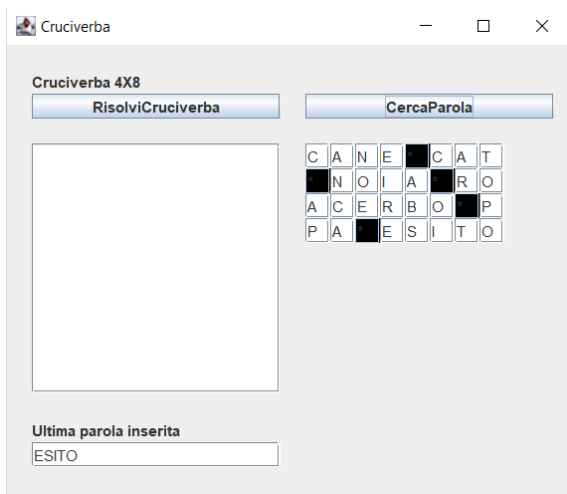 Cruciverba
Cruciverba 4X8
RisolviCruciverba
CercaParola
C A N E * C A T
* N O I A * R O
A C E R B O * P
P A * E S I T O
Ultima parola inserita
ESITO